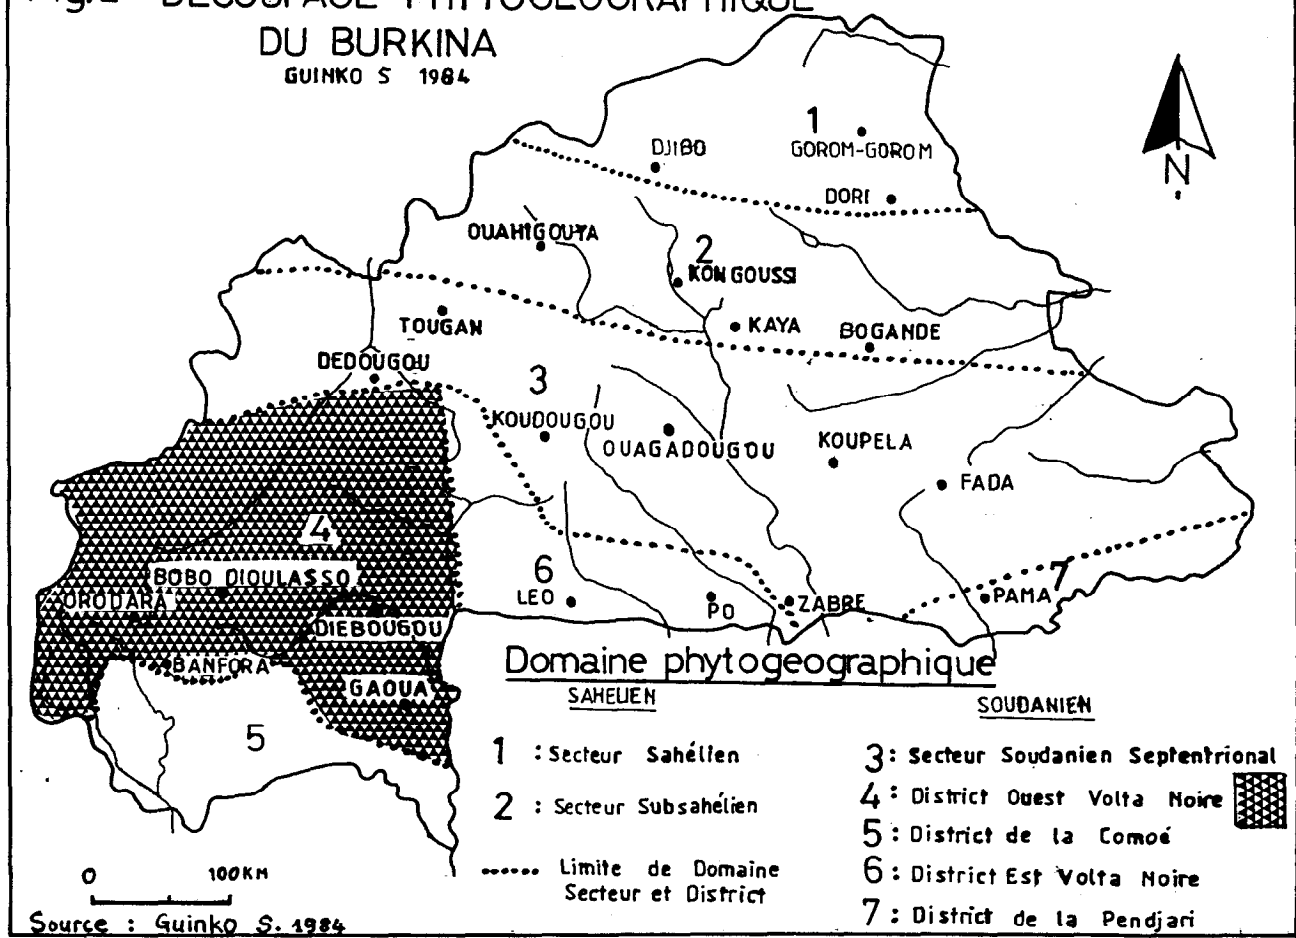 Fig.2 DECOUPAGE PHYTOGEOGRAPHIQUE
DU BURKINA
GUINKO S 1984
1
GOROM-GOROM
DJIBO
DORI
N
OUAHIGOUYA
2
KONGOUSSI
TOUGAN
KAYA
BOGANDE
DEDOUGOU
3
KOUDOUGOU
OUAGADOUGOU
KOUPELA
FADA
4
BOBO DIOULASSO
ORODARA
DIEBOUGOU
6
LEO
PO
ZABRE
7
PAMA
BANFORA
GAOUA
5
Domaine phytogeographique
SAHELIEN
SOUDANIEN
1 : Secteur Sahélien
2 : Secteur Subsahélien
Limite de Domaine
Secteur et District
3 : Secteur Soudanien Septentrional
4 : District Ouest Volta Noire
5 : District de la Comoé
6 : District Est Volta Noire
7 : District de la Pendjari
0 100KM
Source : Guinko S. 1984